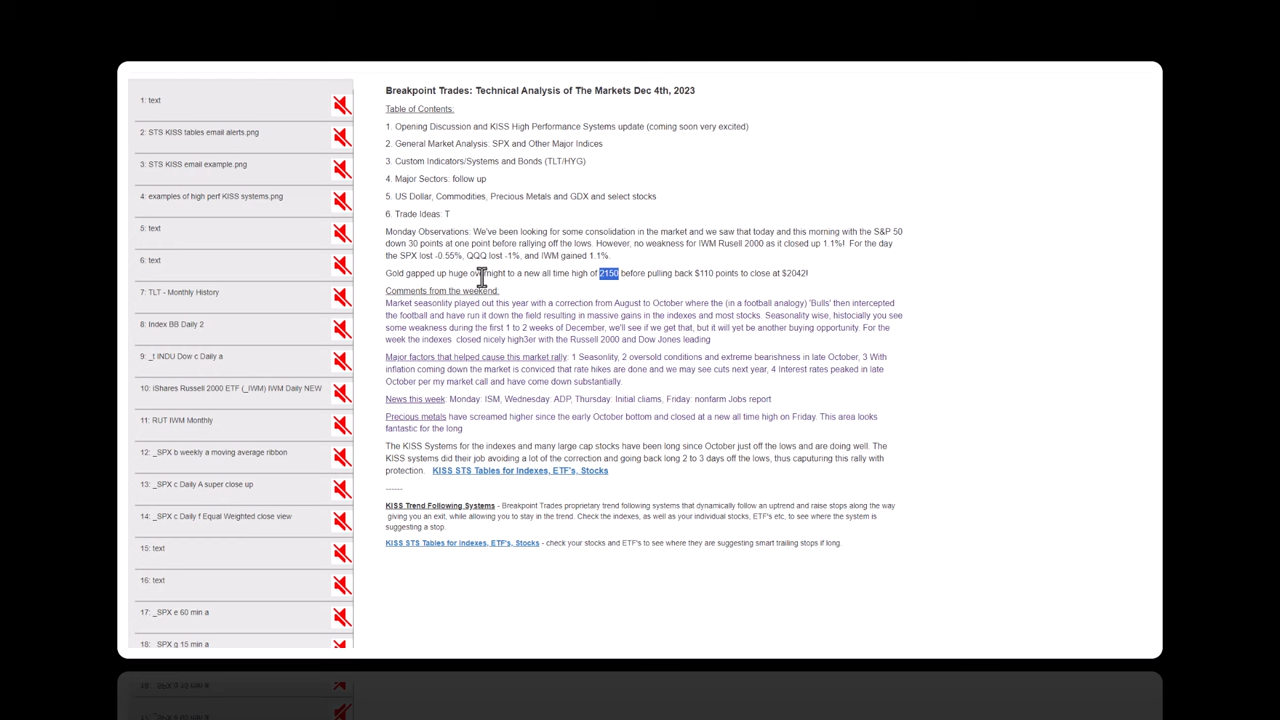 1: text
2: STS KISS tables email alerts.png
3: STS KISS email example.png
4: examples of high perf KISS systems.png
5: text
6: text
7: TLT - Monthly History
8: Index BB Daily 2
9: _t INDU Dow c Daily a
10: iShares Russell 2000 ETF (_IWM) IWM Daily NEW
11: RUT IWM Monthly
12: _SPX b weekly a moving average ribbon
13: _SPX c Daily A super close up
14: _SPX c Daily f Equal Weighted close view
15: text
16: text
17: _SPX e 60 min a
18: _SPX g 15 min a
Breakpoint Trades: Technical Analysis of The Markets Dec 4th, 2023
Table of Contents:
1. Opening Discussion and KISS High Performance Systems update (coming soon very excited)
2. General Market Analysis: SPX and Other Major Indices
3. Custom Indicators/Systems and Bonds (TLT/HYG)
4. Major Sectors: follow up
5. US Dollar, Commodities, Precious Metals and GDX and select stocks
6. Trade Ideas: T
Monday Observations: We've been looking for some consolidation in the market and we saw that today and this morning with the S&P 50
down 30 points at one point before rallying off the lows. However, no weakness for IWM Rusell 2000 as it closed up 1.1%! For the day
the SPX lost -0.55%, QQQ lost -1%, and IWM gained 1.1%.
Gold gapped up huge overnight to a new all time high of 2150 before pulling back $110 points to close at $2042!
Comments from the weekend:
Market seasonlity played out this year with a correction from August to October where the (in a football analogy) 'Bulls' then intercepted
the football and have run it down the field resulting in massive gains in the indexes and most stocks. Seasonality wise, histocially you see
some weakness during the first 1 to 2 weeks of December, we'll see if we get that, but it will yet be another buying opportunity. For the
week the indexes closed nicely high3er with the Russell 2000 and Dow Jones leading
Major factors that helped cause this market rally: 1 Seasonlity, 2 oversold conditions and extreme bearishness in late October, 3 With
inflation coming down the market is conviced that rate hikes are done and we may see cuts next year, 4 Interest rates peaked in late
October per my market call and have come down substantially.
News this week: Monday: ISM, Wednesday: ADP, Thursday: Initial cliams, Friday: nonfarm Jobs report
Precious metals have screamed higher since the early October bottom and closed at a new all time high on Friday. This area looks
fantastic for the long
The KISS Systems for the indexes and many large cap stocks have been long since October just off the lows and are doing well. The
KISS systems did their job avoiding a lot of the correction and going back long 2 to 3 days off the lows, thus caputuring this rally with
protection. KISS STS Tables for Indexes, ETF's, Stocks
------
KISS Trend Following Systems - Breakpoint Trades proprietary trend following systems that dynamically follow an uptrend and raise stops along the way
giving you an exit, while allowing you to stay in the trend. Check the indexes, as well as your individual stocks, ETF's etc, to see where the system is
suggesting a stop.
KISS STS Tables for Indexes, ETF's, Stocks - check your stocks and ETF's to see where they are suggesting smart trailing stops if long.